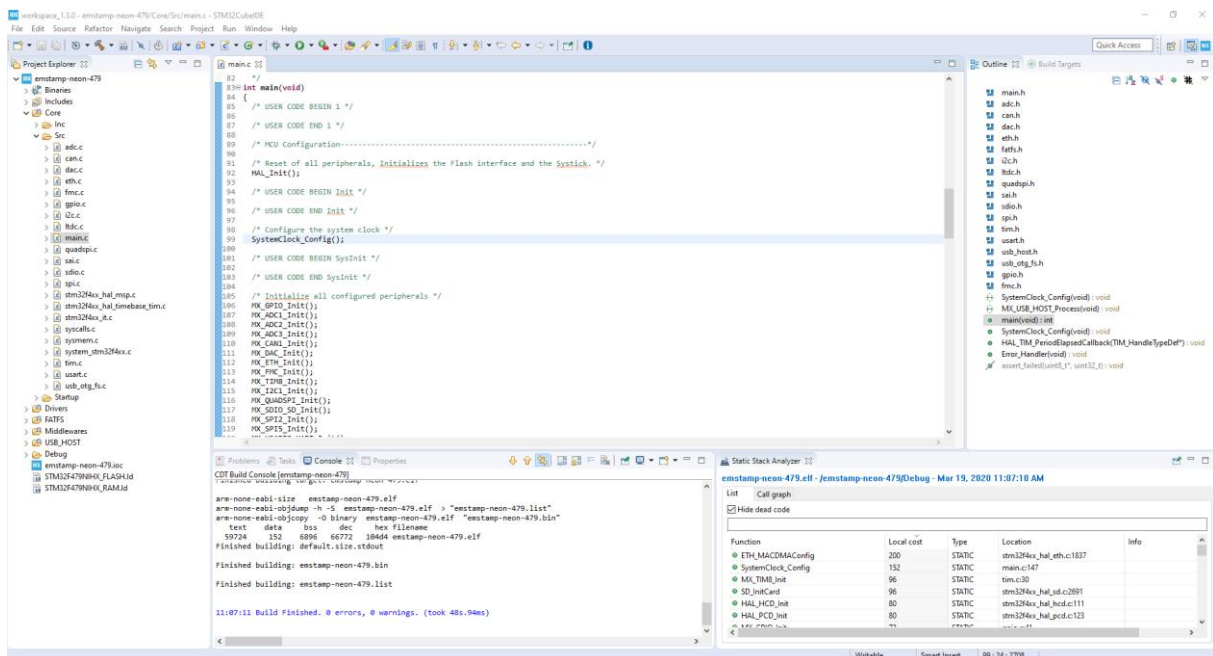 workspace_1.3.0 - emstamp-neon-479/Core/Src/main.c - STM32CubeIDE
File Edit Source Refactor Navigate Search Project Run Window Help
Quick Access
Project Explorer
emstamp-neon-479
Binaries
Includes
Core
Inc
Src
adc.c
can.c
dac.c
eth.c
fmc.c
gpio.c
i2c.c
ltdc.c
main.c
quadspi.c
sai.c
sdio.c
spi.c
stm32f4xx_hal_msp.c
stm32f4xx_hal_timebase_tim.c
stm32f4xx_it.c
syscalls.c
sysmem.c
system_stm32f4xx.c
tim.c
usart.c
usb_otg_fs.c
Startup
Drivers
FATFS
Middlewares
USB_HOST
Debug
emstamp-neon-479.ioc
STM32F479NIHX_FLASH.ld
STM32F479NIHX_RAM.ld
main.c
82 */
83 int main(void)
84 {
85 /* USER CODE BEGIN 1 */
86
87 /* USER CODE END 1 */
88
89 /* MCU Configuration--------------------------------------------------------*/
90
91 /* Reset of all peripherals, Initializes the Flash interface and the Systick. */
92 HAL_Init();
93
94 /* USER CODE BEGIN Init */
95
96 /* USER CODE END Init */
97
98 /* Configure the system clock */
99 SystemClock_Config();
100
101 /* USER CODE BEGIN SysInit */
102
103 /* USER CODE END SysInit */
104
105 /* Initialize all configured peripherals */
106 MX_GPIO_Init();
107 MX_ADC1_Init();
108 MX_ADC2_Init();
109 MX_ADC3_Init();
110 MX_CAN1_Init();
111 MX_DAC_Init();
112 MX_ETH_Init();
113 MX_FMC_Init();
114 MX_TIM8_Init();
115 MX_I2C1_Init();
116 MX_QUADSPI_Init();
117 MX_SDIO_SD_Init();
118 MX_SPI2_Init();
119 MX_SPI5_Init();
Outline Build Targets
main.h
adc.h
can.h
dac.h
eth.h
fatfs.h
i2c.h
ltdc.h
quadspi.h
sai.h
sdio.h
spi.h
tim.h
usart.h
usb_host.h
usb_otg_fs.h
gpio.h
fmc.h
SystemClock_Config(void) : void
MX_USB_HOST_Process(void) : void
main(void) : int
SystemClock_Config(void) : void
HAL_TIM_PeriodElapsedCallback(TIM_HandleTypeDef*) : void
Error_Handler(void) : void
assert_failed(uint8_t*, uint32_t) : void
Problems Tasks Console Properties
CDT Build Console [emstamp-neon-479]
arm-none-eabi-size emstamp-neon-479.elf
arm-none-eabi-objdump -h -S emstamp-neon-479.elf > "emstamp-neon-479.list"
arm-none-eabi-objcopy -O binary emstamp-neon-479.elf "emstamp-neon-479.bin"
text data bss dec hex filename
59724 152 6896 66772 104d4 emstamp-neon-479.elf
Finished building: default.size.stdout
Finished building: emstamp-neon-479.bin
Finished building: emstamp-neon-479.list
11:07:11 Build Finished. 0 errors, 0 warnings. (took 48s.94ms)
Static Stack Analyzer
emstamp-neon-479.elf - /emstamp-neon-479/Debug - Mar 19, 2020 11:07:10 AM
List Call graph
Hide dead code
Function Local cost Type Location Info
ETH_MACDMAConfig 200 STATIC stm32f4xx_hal_eth.c:1837
SystemClock_Config 152 STATIC main.c:147
MX_TIM8_Init 96 STATIC tim.c:30
SD_InitCard 96 STATIC stm32f4xx_hal_sd.c:2691
HAL_HCD_Init 80 STATIC stm32f4xx_hal_hcd.c:111
HAL_PCD_Init 80 STATIC stm32f4xx_hal_pcd.c:123
Writable Smart Insert 99 : 24 : 2708